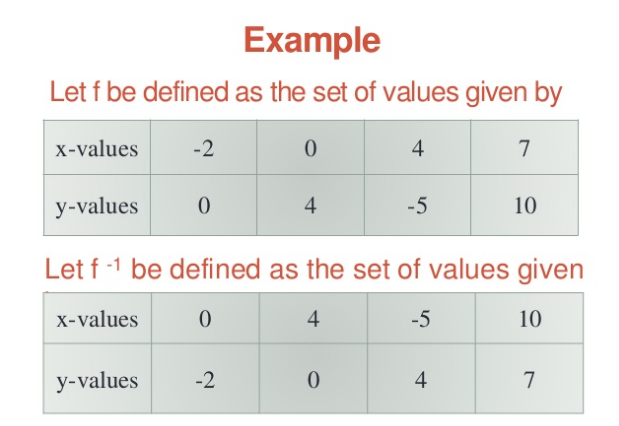 Example
Let f be defined as the set of values given by
x-values -2 0 4 7
y-values 0 4 -5 10
Let f -1 be defined as the set of values given
x-values 0 4 -5 10
y-values -2 0 4 7